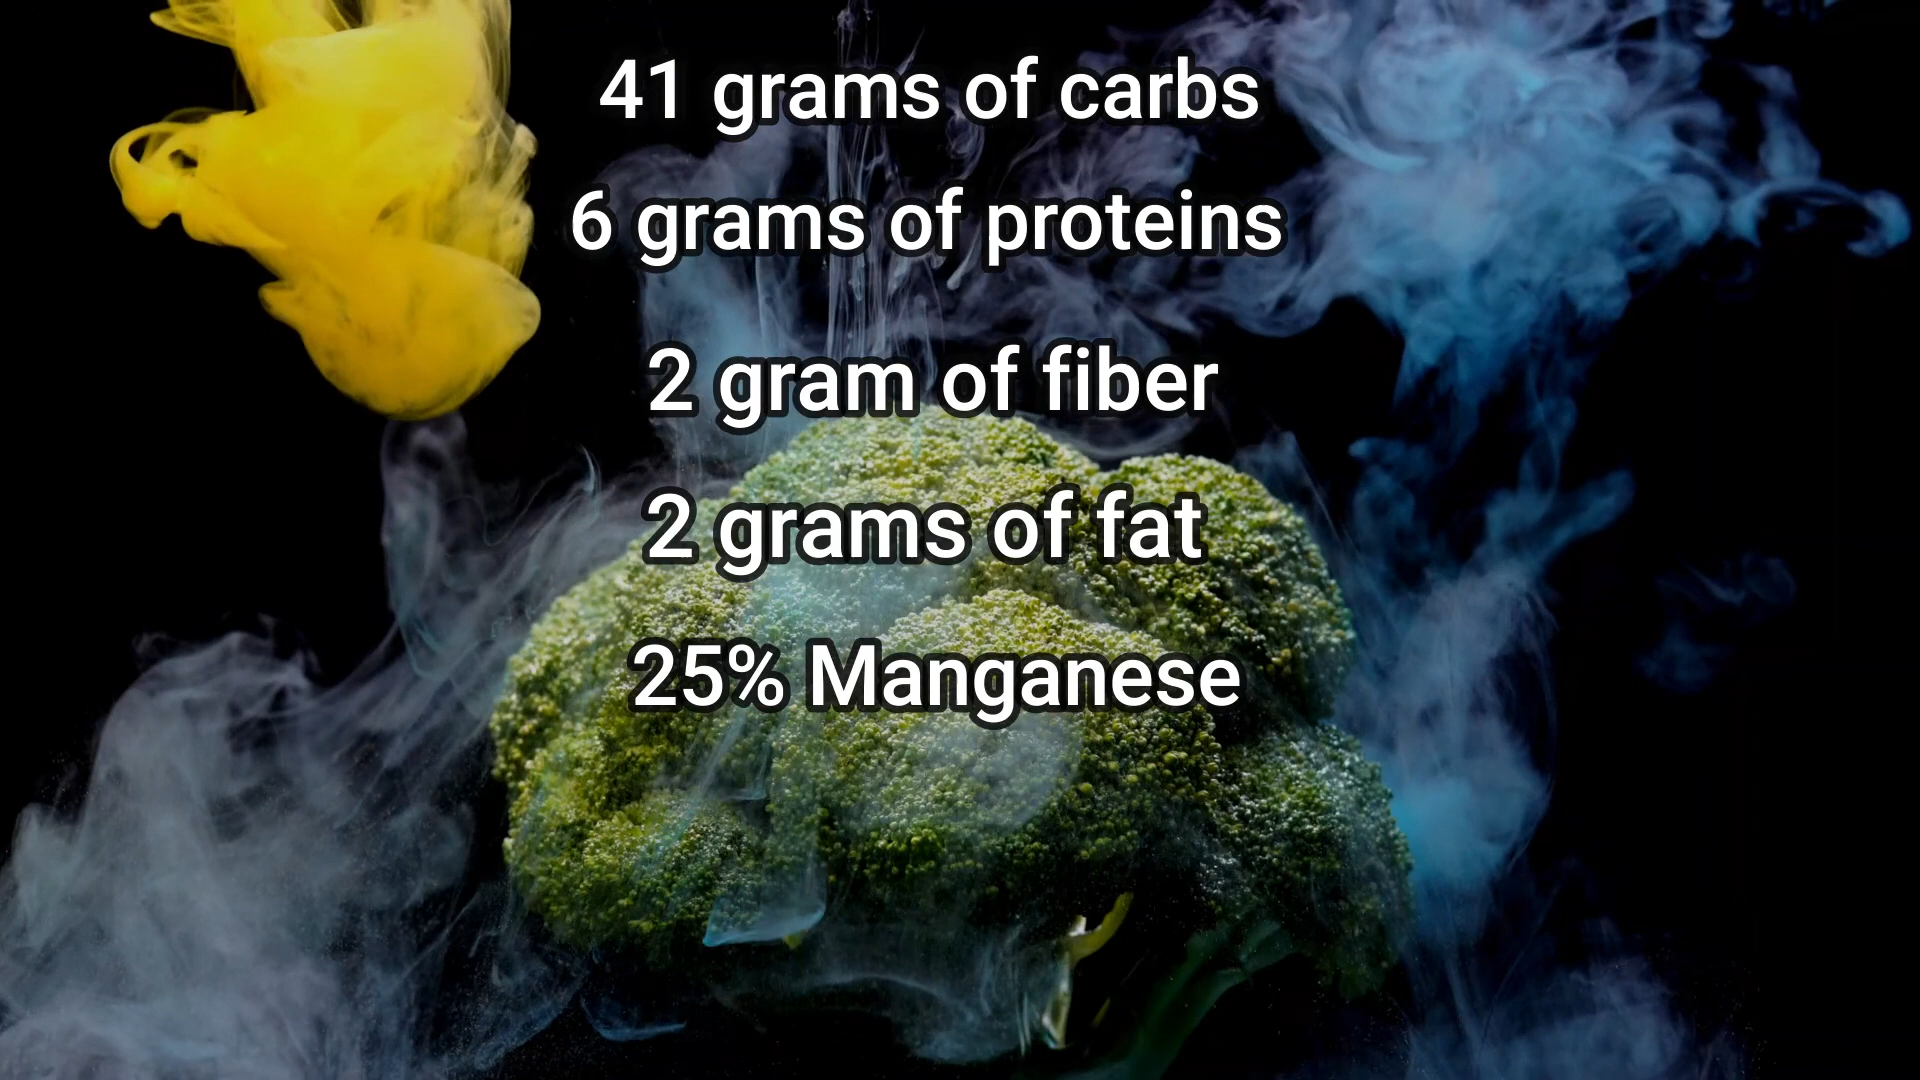 41 grams of carbs
6 grams of proteins
2 gram of fiber
2 grams of fat
25% Manganese